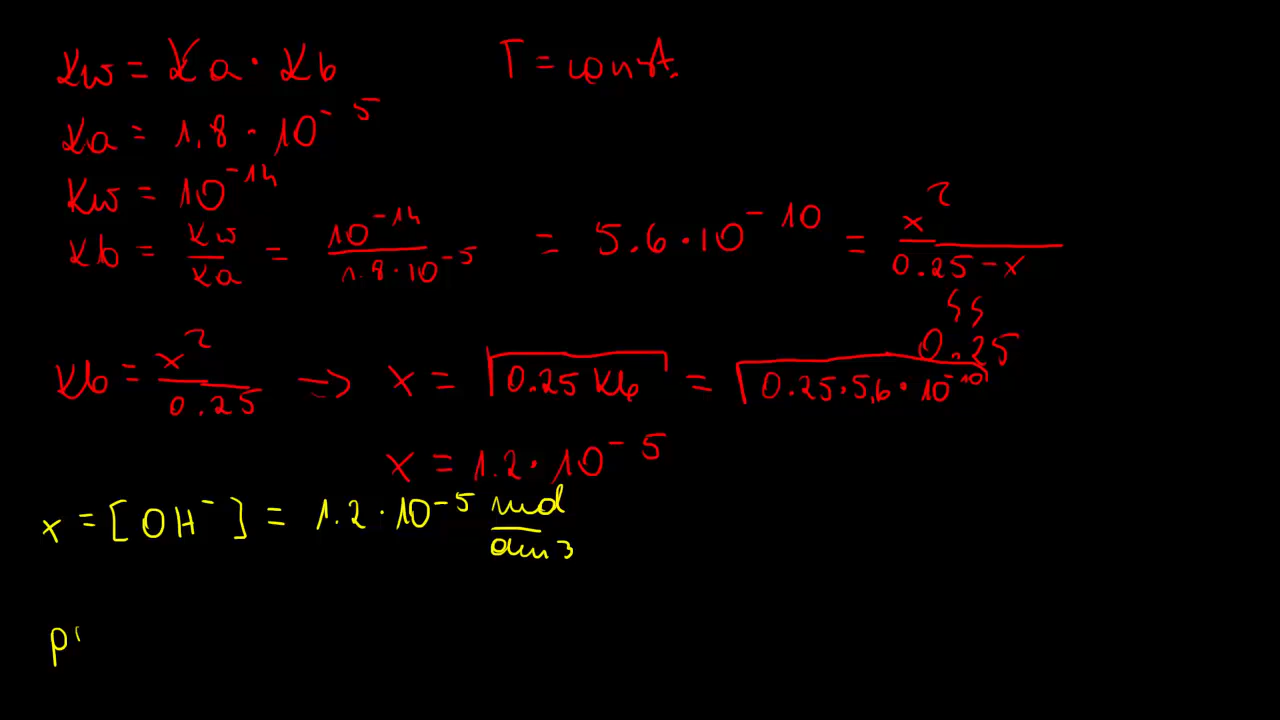 Kw = Ka · Kb T = const.
Ka = 1.8 · 10⁻⁵
Kw = 10⁻¹⁴
Kb = Kw/Ka = 10⁻¹⁴/1.8·10⁻⁵ = 5.6·10⁻¹⁰ = x²/0.25-x
≈ 0.25
Kb = x²/0.25 → x = √0.25 Kb = √0.25·5,6·10⁻¹⁰
x = 1.2·10⁻⁵
x = [OH⁻] = 1.2·10⁻⁵ mol/dm3
p